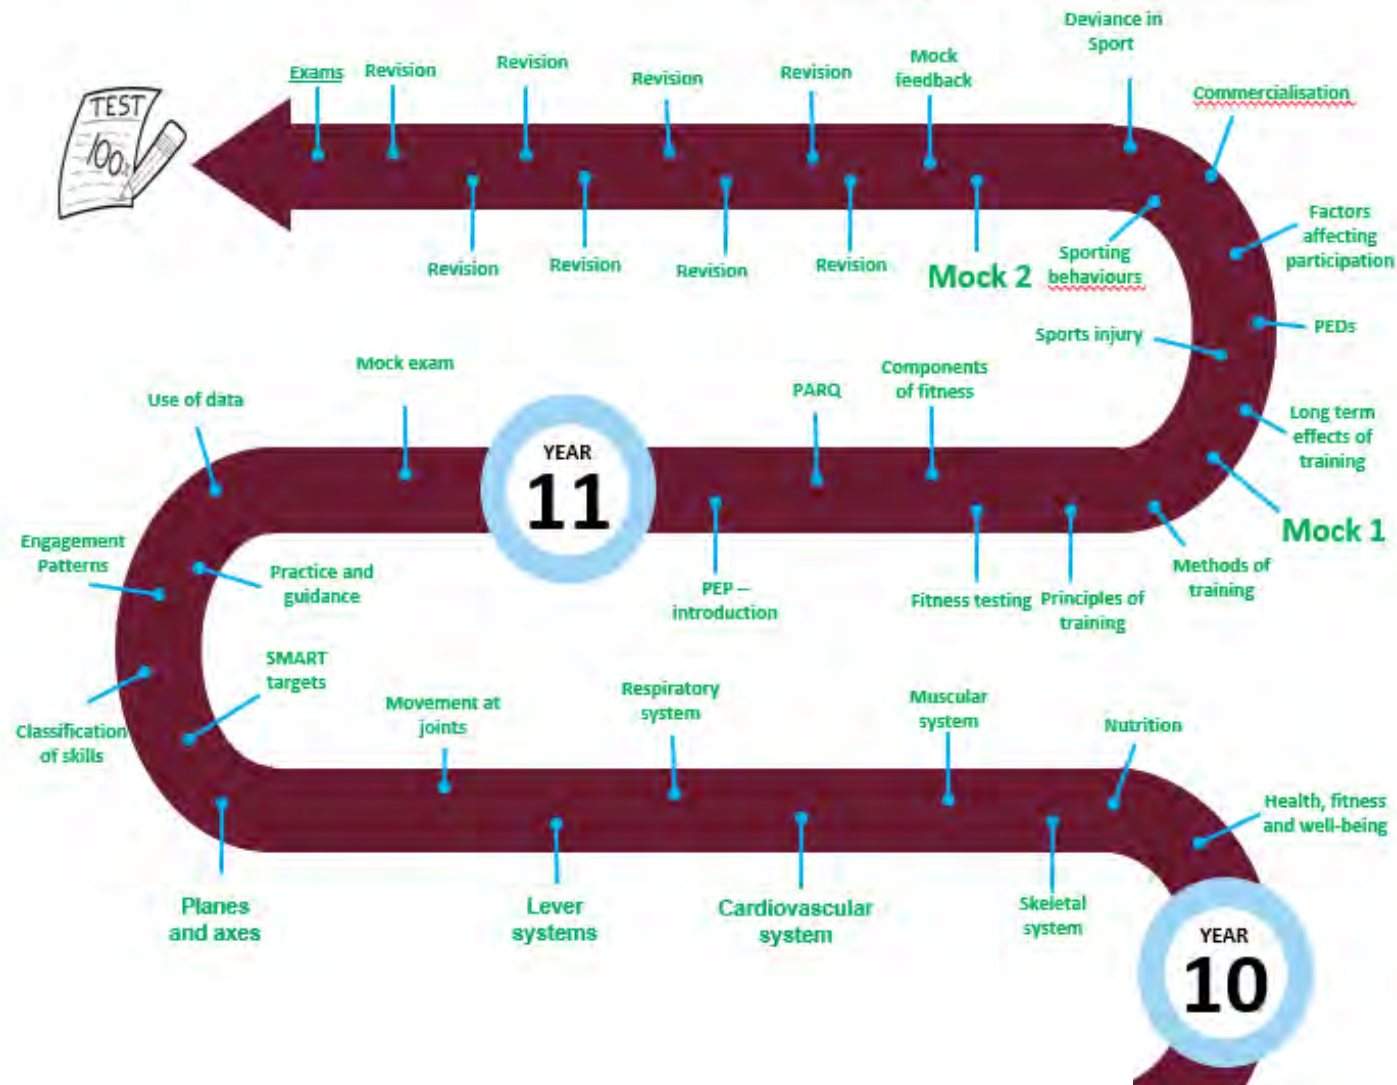 Deviance in
Sport
Mock
feedback
Revision
Revision
Revision
Revision
Exams
Commercialisation
TEST
100%
Factors
affecting
participation
Revision
Revision
Revision
Revision
Mock 2
Sporting
behaviours
PEDs
Sports injury
Mock exam
Components
of fitness
PARQ
Use of data
Long term
effects of
training
YEAR
11
Mock 1
Engagement
Patterns
Practice and
guidance
PEP –
introduction
Fitness testing
Principles of
training
Methods of
training
SMART
targets
Classification
of skills
Movement at
joints
Respiratory
system
Muscular
system
Nutrition
Health, fitness
and well-being
Planes
and axes
Lever
systems
Cardiovascular
system
Skeletal
system
YEAR
10